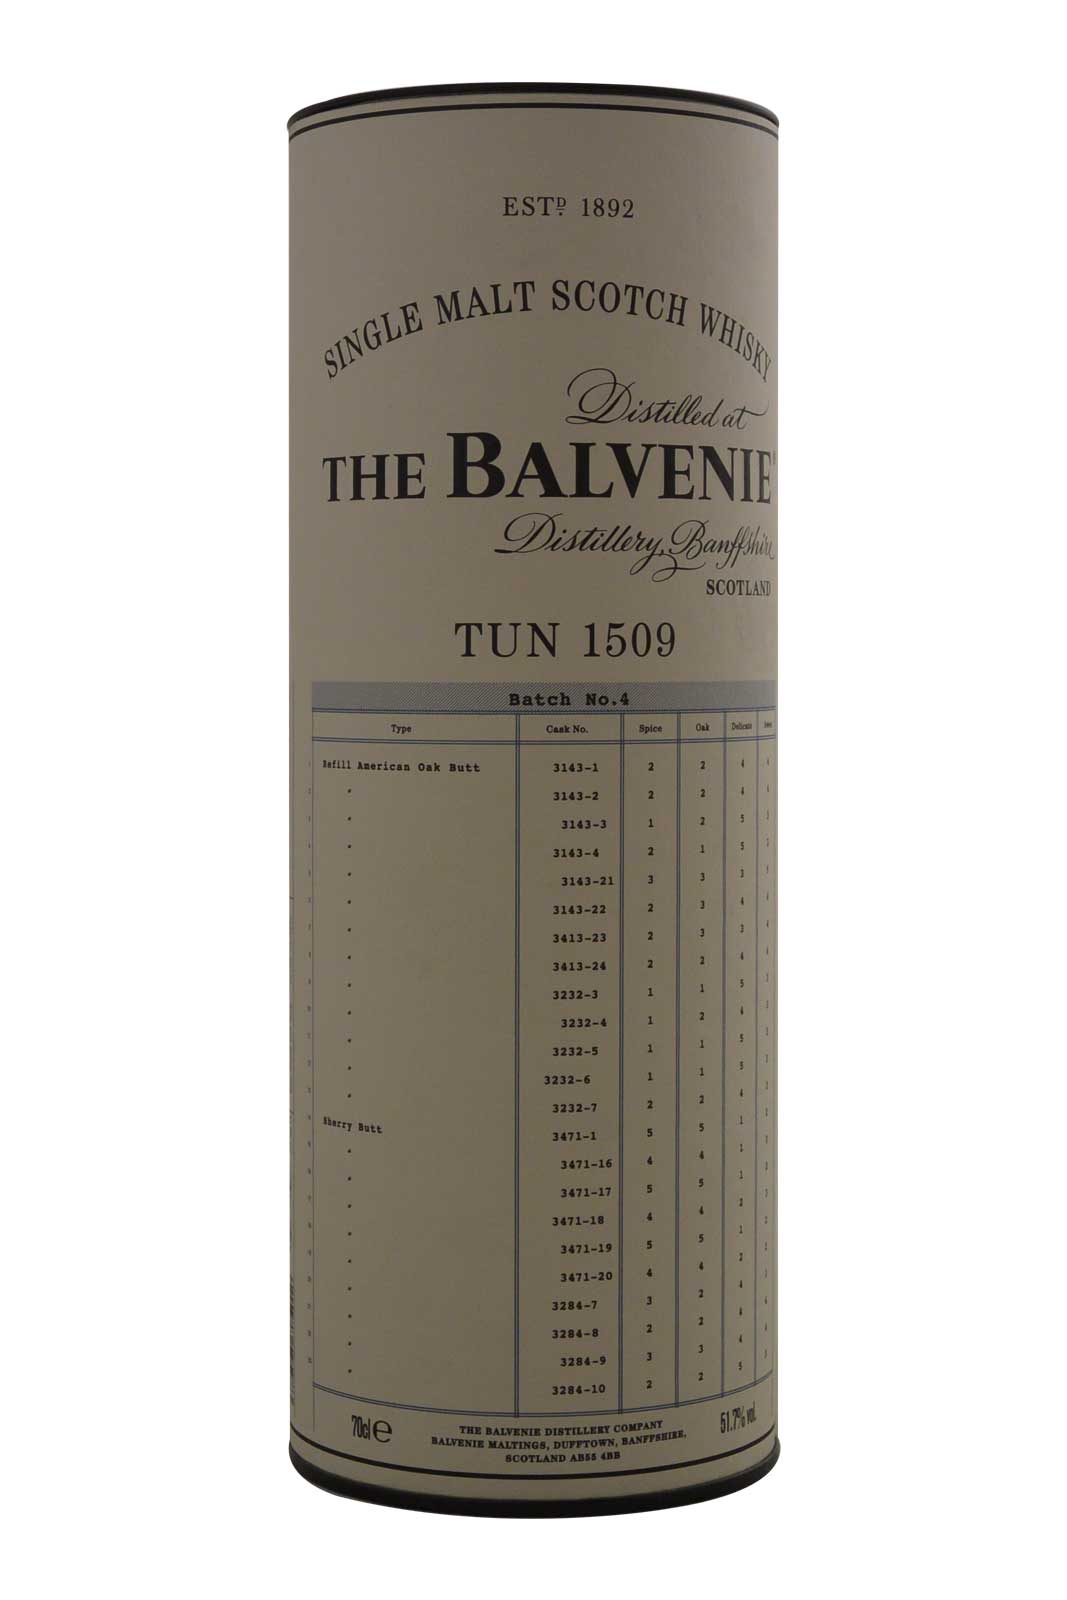 ESTD 1892
SINGLE MALT SCOTCH WHISKY
Distilled at
THE BALVENIE
Distillery, Banffshire
SCOTLAND
TUN 1509
Batch No.4
Type Cask No. Spice Oak Delicate
Refill American Oak Butt 3143-1 2 2 4 4
" 3143-2 2 2 4 4
" 3143-3 1 2 5
" 3143-4 2 1 5
" 3143-21 3 3 3
" 3143-22 2 3 4
" 3413-23 2 3 3
" 3413-24 2 2 4
" 3232-3 1 1 5
" 3232-4 1 2 4
" 3232-5 1 1 5
" 3232-6 1 1 5
" 3232-7 2 2 4
Sherry Butt 3471-1 5 5 1
" 3471-16 4 4 1
" 3471-17 5 5 1
" 3471-18 4 4 2
" 3471-19 5 5 1
" 3471-20 4 4 2
" 3284-7 3 2 4
" 3284-8 2 2 4
" 3284-9 3 3 4
" 3284-10 2 2 5
70cl e
THE BALVENIE DISTILLERY COMPANY
BALVENIE MALTINGS, DUFFTOWN, BANFFSHIRE,
SCOTLAND AB55 4BB
51.7% vol.